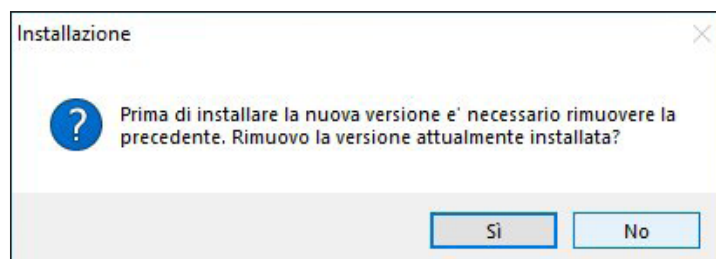 Installazione
Prima di installare la nuova versione e' necessario rimuovere la
precedente. Rimuovo la versione attualmente installata?
Sì
No